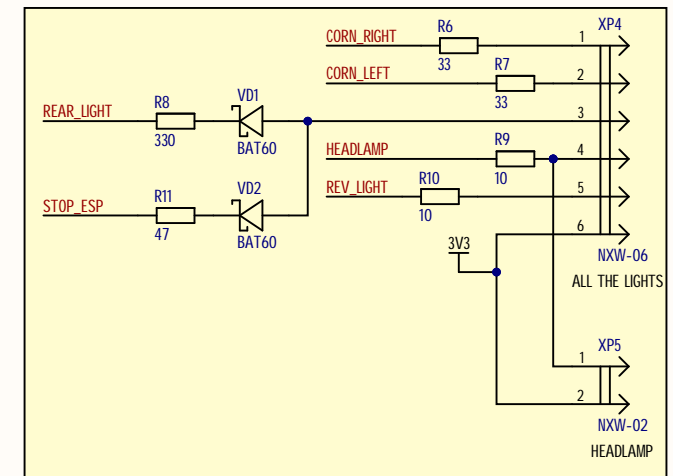 CORN_RIGHT
R6
33
1
XP4
CORN_LEFT
R7
33
2
REAR_LIGHT
R8
330
VD1
BAT60
3
HEADLAMP
R9
10
4
REV_LIGHT
R10
10
5
STOP_ESP
R11
47
VD2
BAT60
3V3
6
NXW-06
ALL THE LIGHTS
XP5
1
2
NXW-02
HEADLAMP